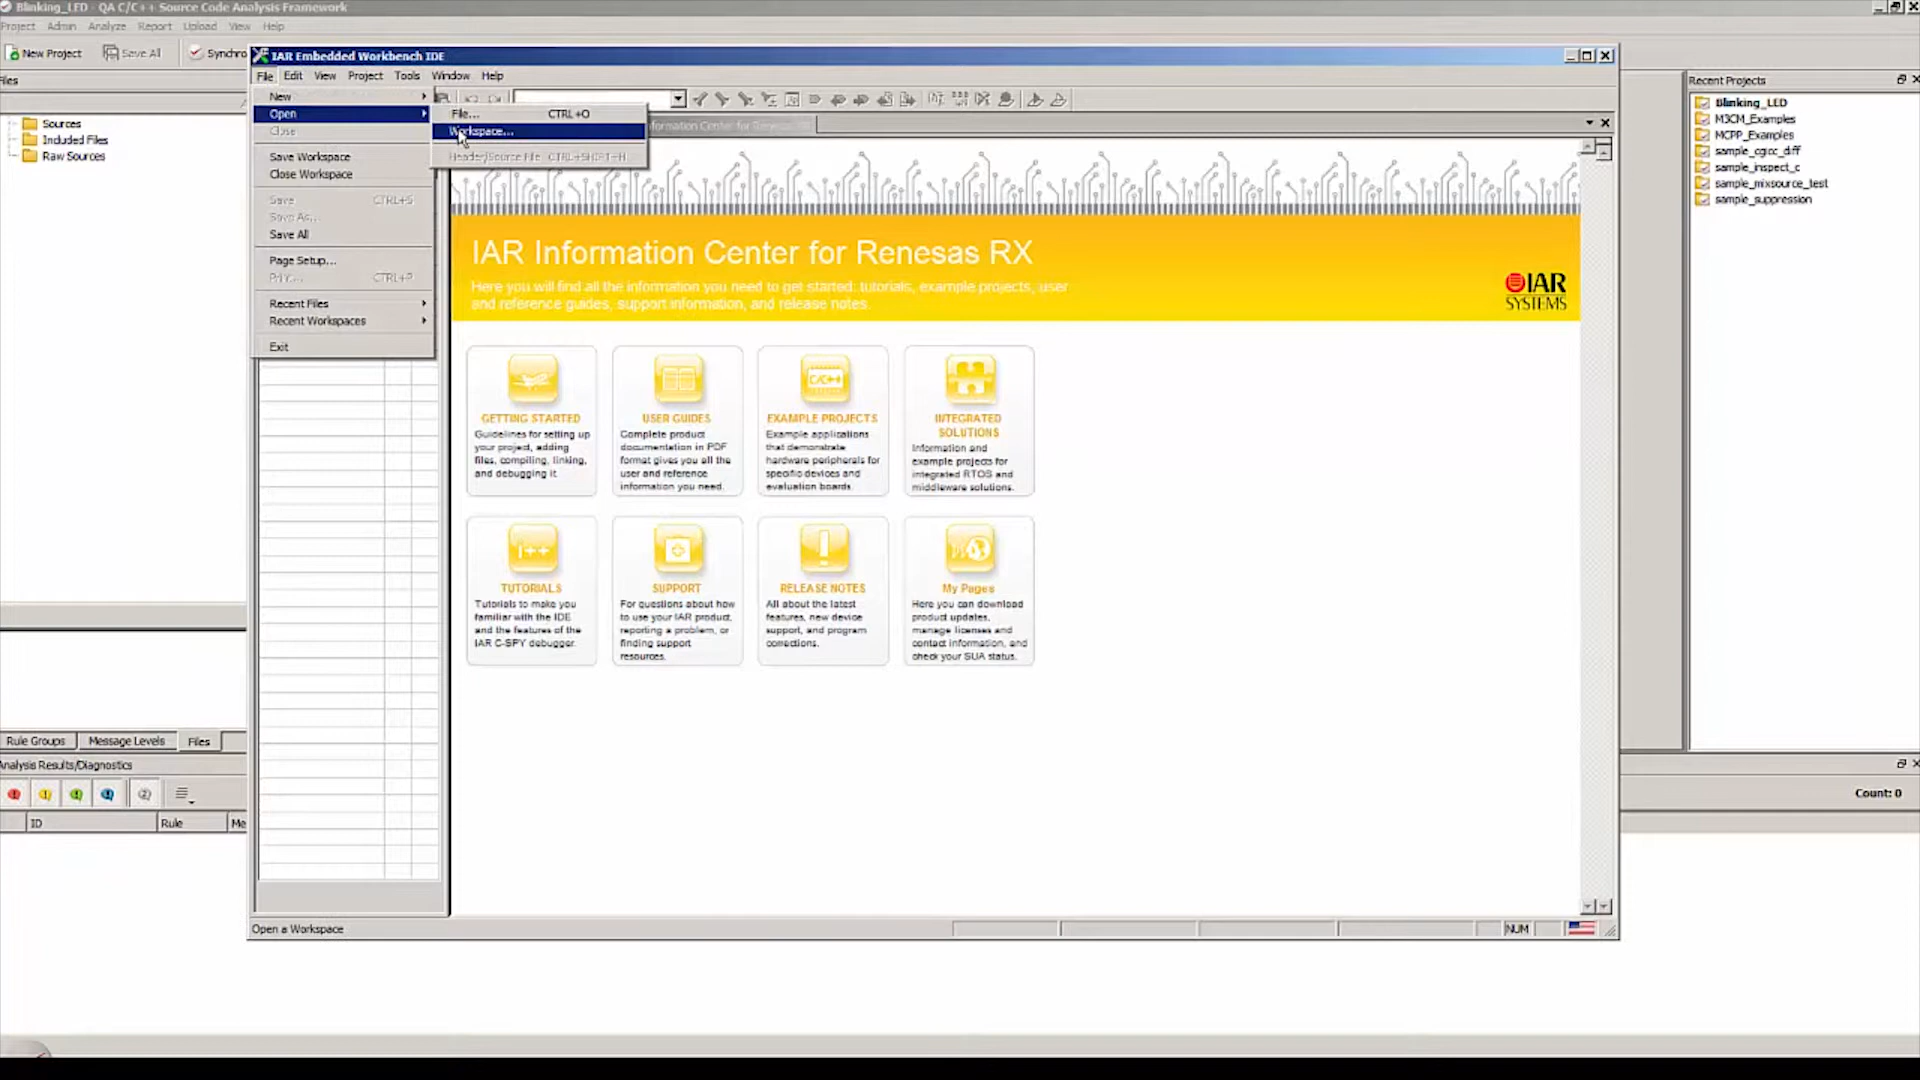 Blinking_LED - QA C/C++ Source Code Analysis Framework
Project Admin Analyze Report Upload View Help
New Project Save All Synchro
Files
Sources
Included Files
Raw Sources
IAR Embedded Workbench IDE
File Edit View Project Tools Window Help
New
Open
Close
Save Workspace
Close Workspace
Save CTRL+S
Save As...
Save All
Page Setup...
Print... CTRL+P
Recent Files
Recent Workspaces
Exit
File... CTRL+O
Workspace...
Header/Source File CTRL+SHIFT+H
formation Center for Renesas
IAR Information Center for Renesas RX
Here you will find all the information you need to get started: tutorials, example projects, user
and reference guides, support information, and release notes.
IAR
SYSTEMS
GETTING STARTED
Guidelines for setting up
your project, adding
files, compiling, linking,
and debugging it.
USER GUIDES
Complete product
documentation in PDF
format gives you all the
user and reference
information you need.
C/C++
EXAMPLE PROJECTS
Example applications
that demonstrate
hardware peripherals for
specific devices and
evaluation boards.
INTEGRATED
SOLUTIONS
Information and
example projects for
integrated RTOS and
middleware solutions.
i++
TUTORIALS
Tutorials to make you
familiar with the IDE
and the features of the
IAR C-SPY debugger.
SUPPORT
For questions about how
to use your IAR product,
reporting a problem, or
finding support
resources.
RELEASE NOTES
All about the latest
features, new device
support, and program
corrections.
My Pages
Here you can download
product updates,
manage licenses and
contact information, and
check your SUA status.
Open a Workspace
NUM
Recent Projects
Blinking_LED
M3CM_Examples
MCPP_Examples
sample_cgicc_diff
sample_inspect_c
sample_mixsource_test
sample_suppression
Rule Groups Message Levels Files
Analysis Results/Diagnostics
Count: 0
ID Rule Me